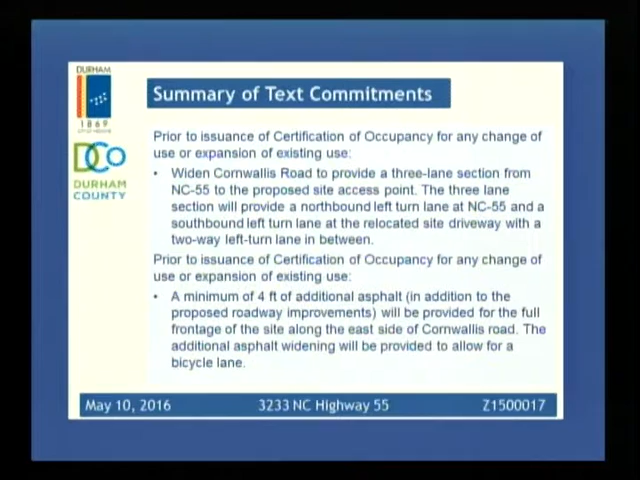 DURHAM
1869
CITY OF MEDICINE
DCo
DURHAM
COUNTY
Summary of Text Commitments
Prior to issuance of Certification of Occupancy for any change of
use or expansion of existing use:
• Widen Cornwallis Road to provide a three-lane section from
NC-55 to the proposed site access point. The three lane
section will provide a northbound left turn lane at NC-55 and a
southbound left turn lane at the relocated site driveway with a
two-way left-turn lane in between.
Prior to issuance of Certification of Occupancy for any change of
use or expansion of existing use:
• A minimum of 4 ft of additional asphalt (in addition to the
proposed roadway improvements) will be provided for the full
frontage of the site along the east side of Cornwallis road. The
additional asphalt widening will be provided to allow for a
bicycle lane.
May 10, 2016 3233 NC Highway 55 Z1500017